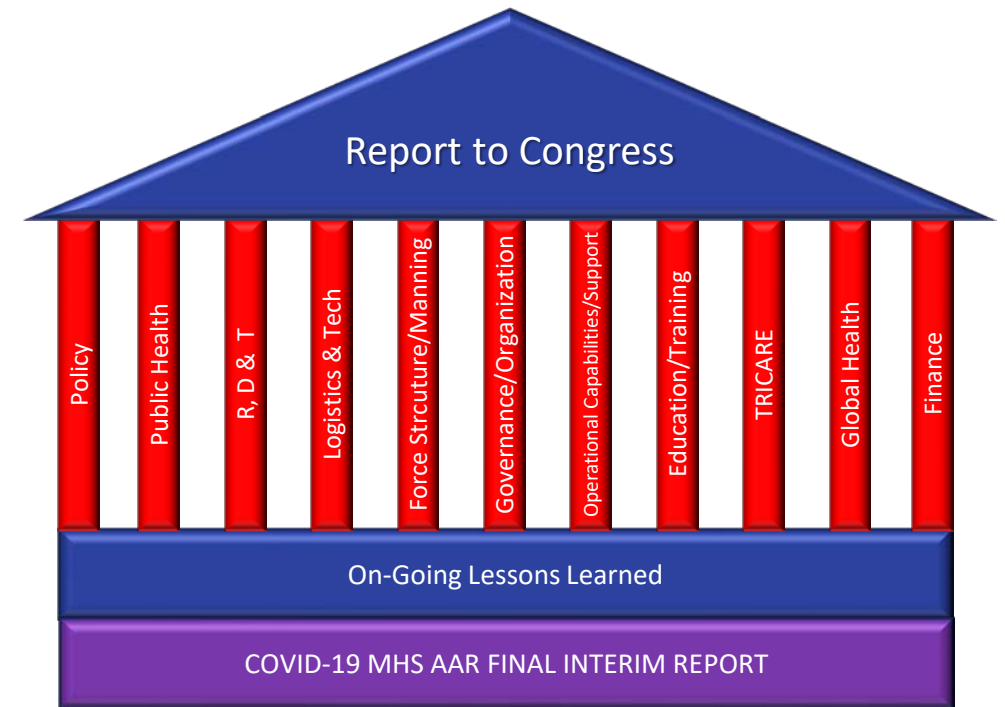 Report to Congress
Policy
Public Health
R, D & T
Logistics & Tech
Force Strcuture/Manning
Governance/Organization
Operational Capabilities/Support
Education/Training
TRICARE
Global Health
Finance
On-Going Lessons Learned
COVID-19 MHS AAR FINAL INTERIM REPORT